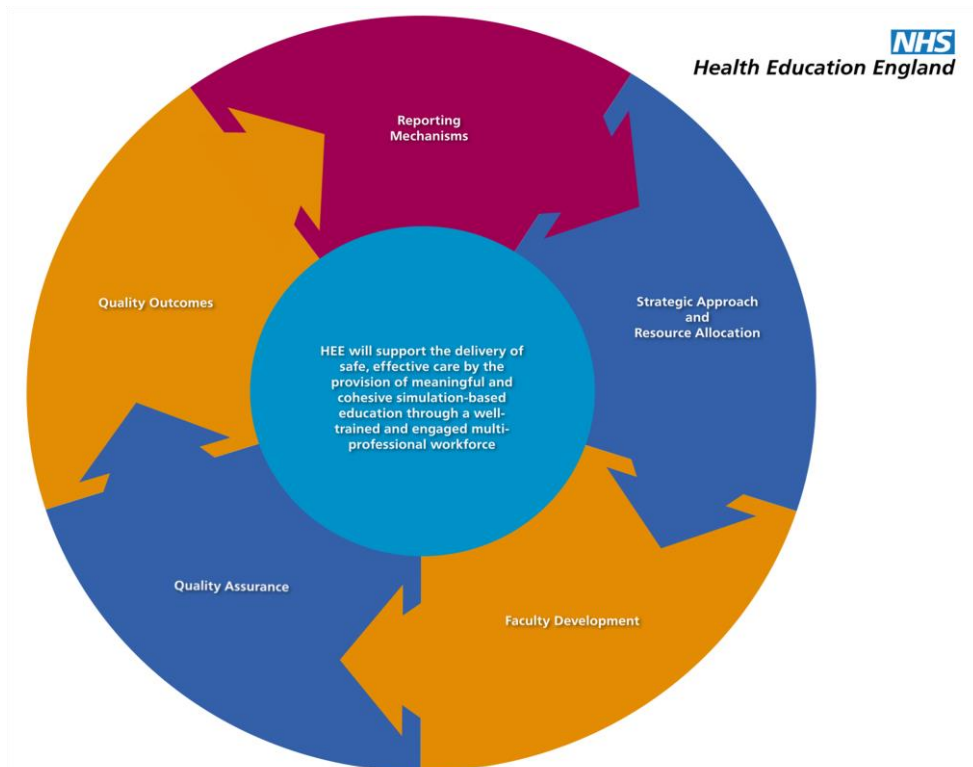 NHS
Health Education England
Reporting
Mechanisms
Strategic Approach
and
Resource Allocation
Quality Outcomes
HEE will support the delivery of
safe, effective care by the
provision of meaningful and
cohesive simulation-based
education through a well-
trained and engaged multi-
professional workforce
Quality Assurance
Faculty Development